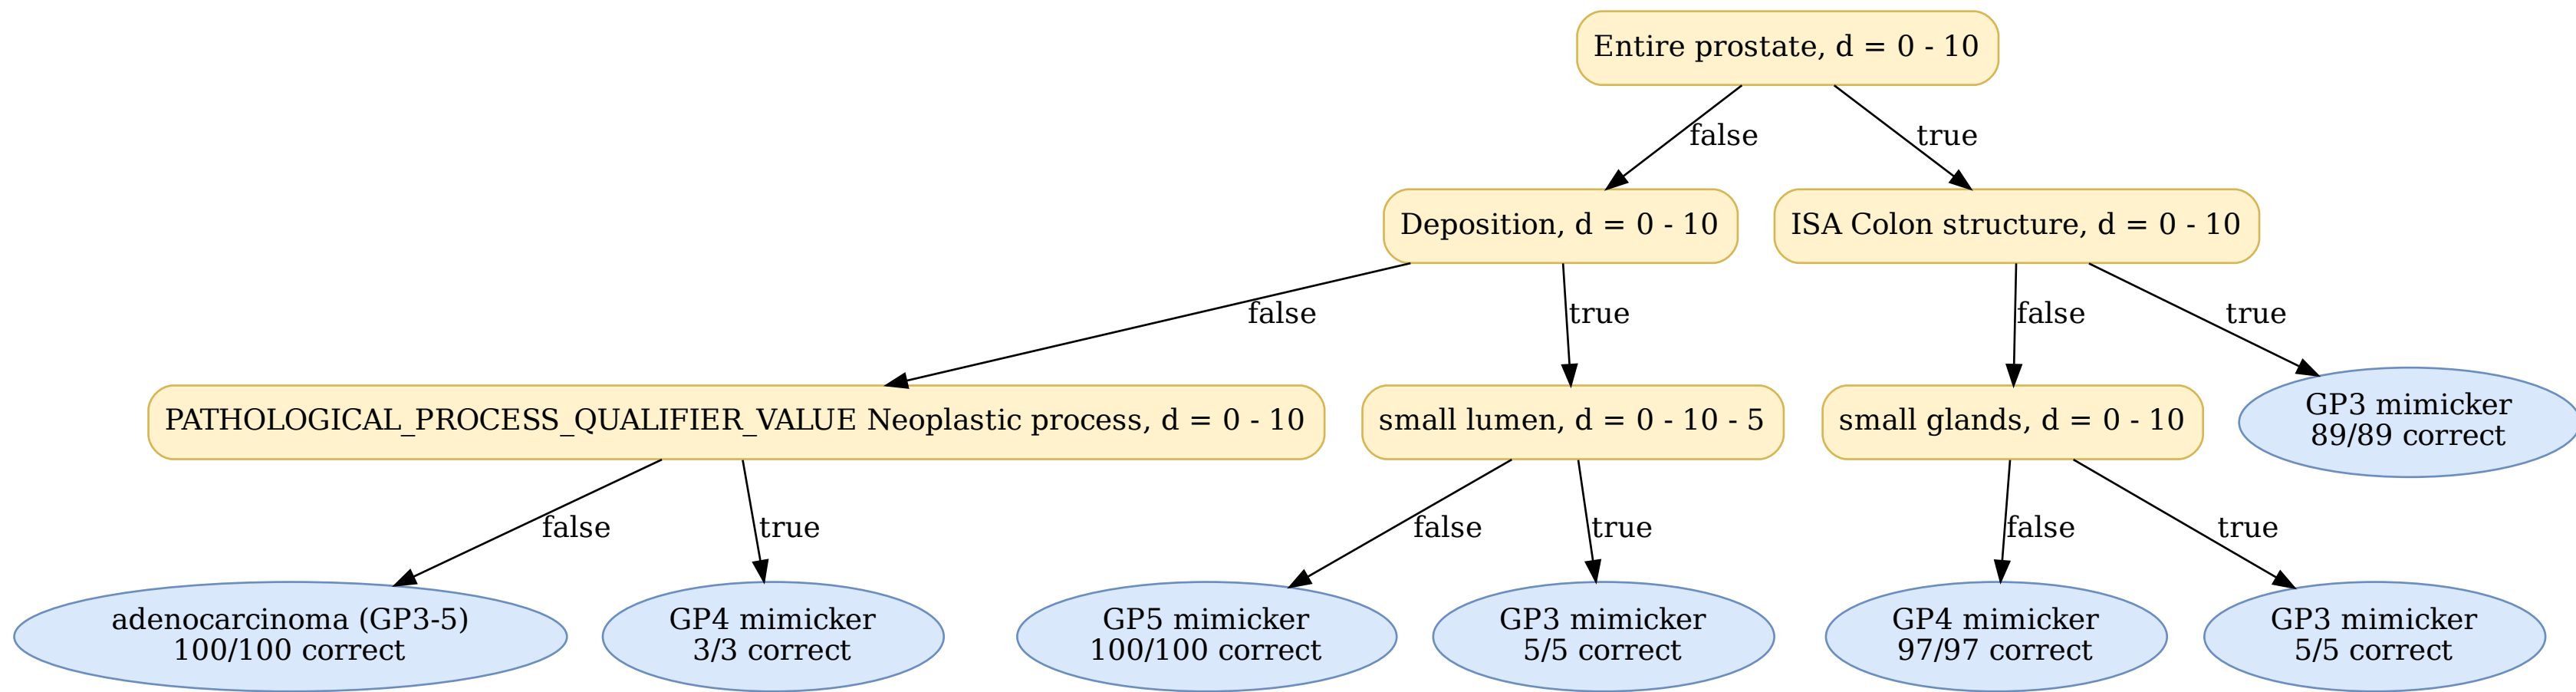 Entire prostate, d = 0 - 10
false
true
Deposition, d = 0 - 10
ISA Colon structure, d = 0 - 10
false
true
false
true
PATHOLOGICAL_PROCESS_QUALIFIER_VALUE Neoplastic process, d = 0 - 10
small lumen, d = 0 - 10 - 5
small glands, d = 0 - 10
GP3 mimicker
89/89 correct
false
true
false
true
false
true
adenocarcinoma (GP3-5)
100/100 correct
GP4 mimicker
3/3 correct
GP5 mimicker
100/100 correct
GP3 mimicker
5/5 correct
GP4 mimicker
97/97 correct
GP3 mimicker
5/5 correct